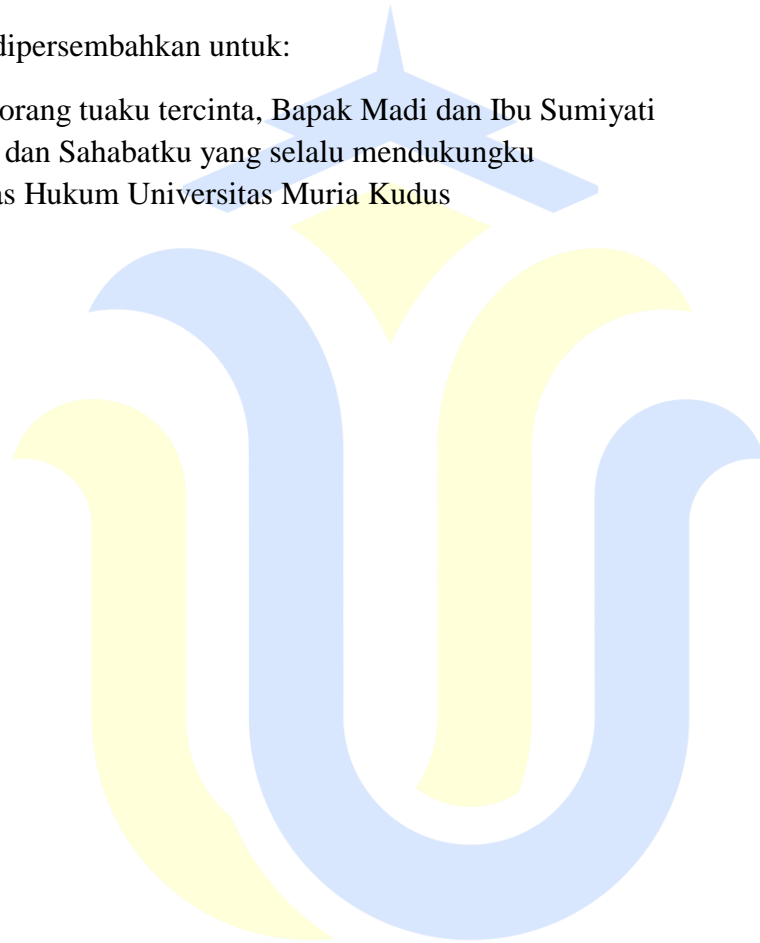 dipersembahkan untuk:
orang tuaku tercinta, Bapak Madi dan Ibu Sumiyati
dan Sahabatku yang selalu mendukungku
as Hukum Universitas Muria Kudus